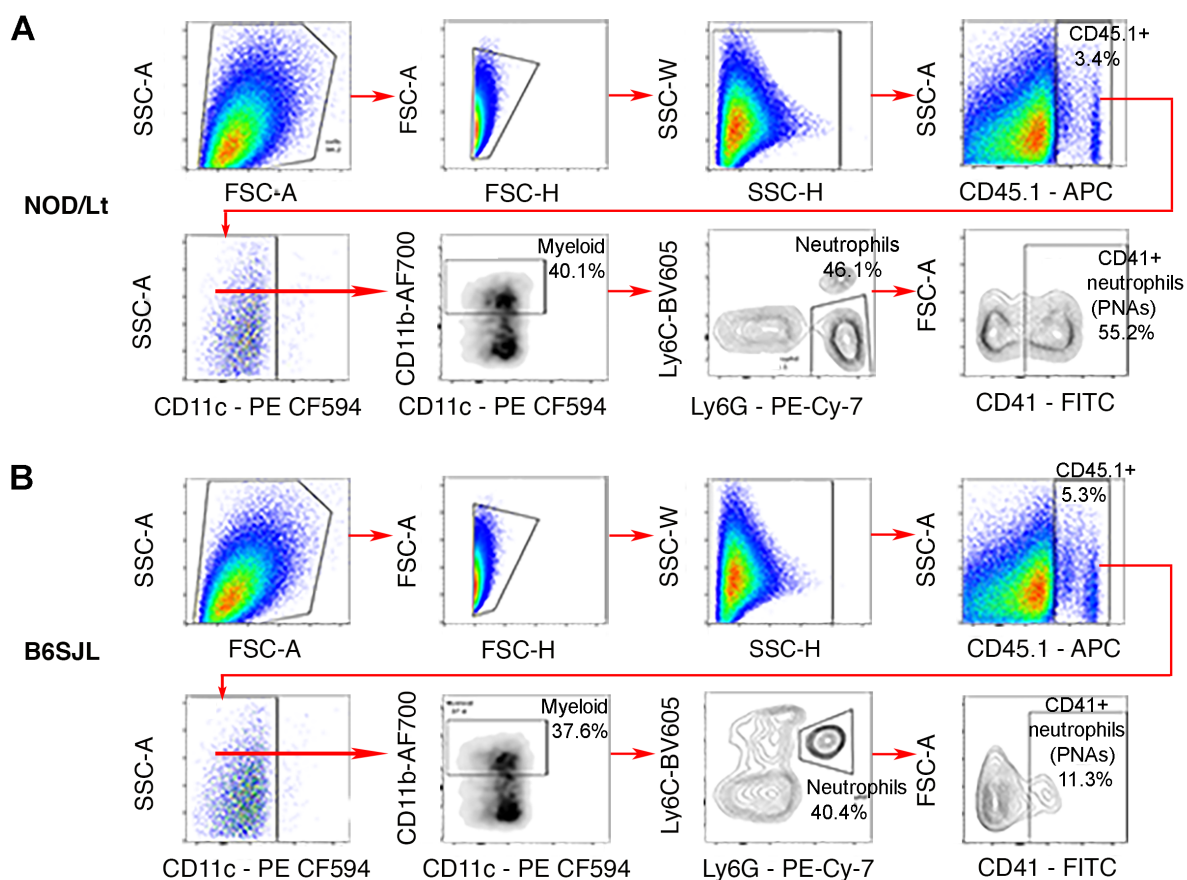 A
SSC-A
FSC-A
FSC-A
FSC-H
SSC-W
SSC-H
SSC-A
CD45.1+
3.4%
CD45.1 - APC
NOD/Lt
SSC-A
CD11c - PE CF594
CD11b-AF700
Myeloid
40.1%
CD11c - PE CF594
Ly6C-BV605
Neutrophils
46.1%
Ly6G - PE-Cy-7
FSC-A
CD41+
neutrophils
(PNAs)
55.2%
CD41 - FITC
B
SSC-A
FSC-A
FSC-A
FSC-H
SSC-W
SSC-H
SSC-A
CD45.1+
5.3%
CD45.1 - APC
B6SJL
SSC-A
CD11c - PE CF594
CD11b-AF700
Myeloid
37.6%
CD11c - PE CF594
Ly6C-BV605
Neutrophils
40.4%
Ly6G - PE-Cy-7
FSC-A
CD41+
neutrophils
(PNAs)
11.3%
CD41 - FITC